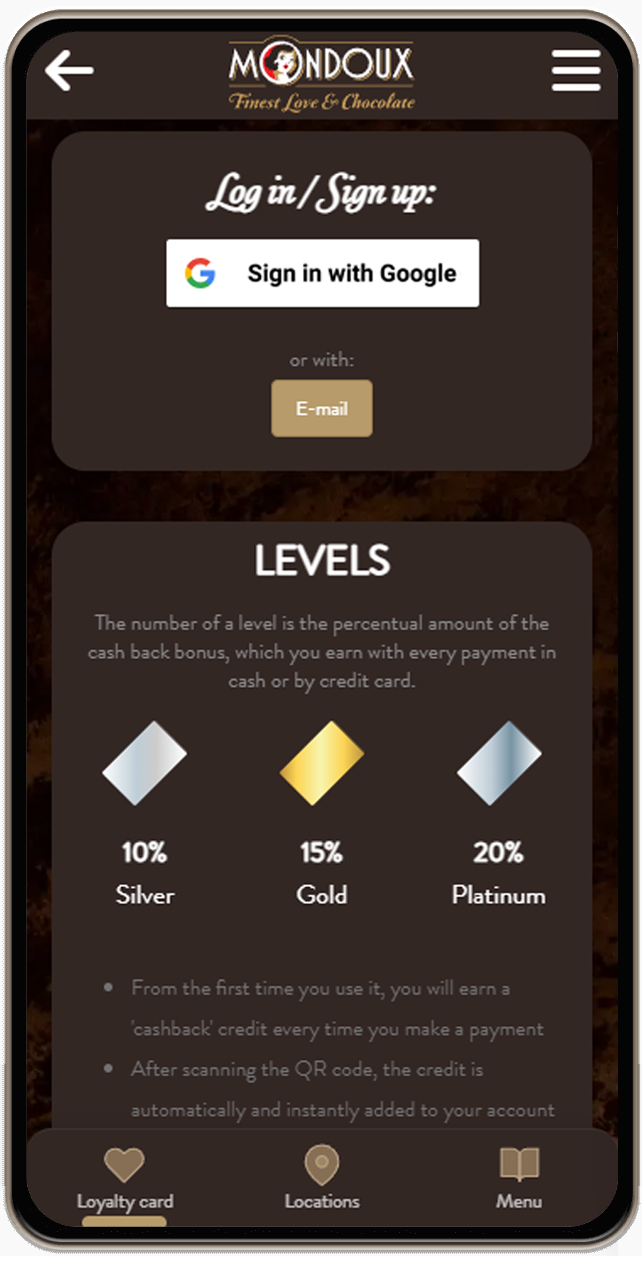 MONDOUX
Finest Love & Chocolate
Log in / Sign up:
Sign in with Google
or with:
E-mail
LEVELS
The number of a level is the percentual amount of the
cash back bonus, which you earn with every payment in
cash or by credit card.
10% 15% 20%
Silver Gold Platinum
• From the first time you use it, you will earn a
'cashback' credit every time you make a payment
• After scanning the QR code, the credit is
automatically and instantly added to your account
Loyalty card Locations Menu